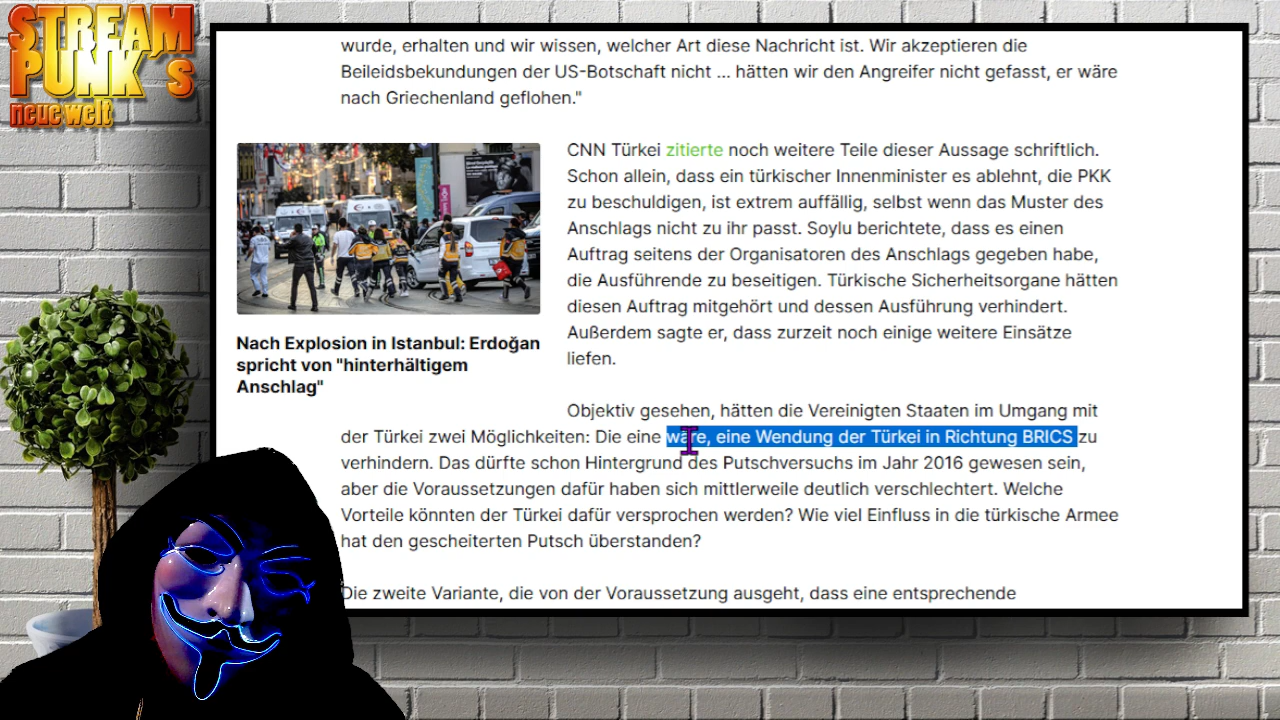 STREAM
PUNK´s
neue welt
wurde, erhalten und wir wissen, welcher Art diese Nachricht ist. Wir akzeptieren die
Beileidsbekundungen der US-Botschaft nicht ... hätten wir den Angreifer nicht gefasst, er wäre
nach Griechenland geflohen."
CNN Türkei zitierte noch weitere Teile dieser Aussage schriftlich.
Schon allein, dass ein türkischer Innenminister es ablehnt, die PKK
zu beschuldigen, ist extrem auffällig, selbst wenn das Muster des
Anschlags nicht zu ihr passt. Soylu berichtete, dass es einen
Auftrag seitens der Organisatoren des Anschlags gegeben habe,
die Ausführende zu beseitigen. Türkische Sicherheitsorgane hätten
diesen Auftrag mitgehört und dessen Ausführung verhindert.
Außerdem sagte er, dass zurzeit noch einige weitere Einsätze
liefen.
Nach Explosion in Istanbul: Erdoğan
spricht von "hinterhältigem
Anschlag"
Objektiv gesehen, hätten die Vereinigten Staaten im Umgang mit
der Türkei zwei Möglichkeiten: Die eine wäre, eine Wendung der Türkei in Richtung BRICS zu
verhindern. Das dürfte schon Hintergrund des Putschversuchs im Jahr 2016 gewesen sein,
aber die Voraussetzungen dafür haben sich mittlerweile deutlich verschlechtert. Welche
Vorteile könnten der Türkei dafür versprochen werden? Wie viel Einfluss in die türkische Armee
hat den gescheiterten Putsch überstanden?
Die zweite Variante, die von der Voraussetzung ausgeht, dass eine entsprechende